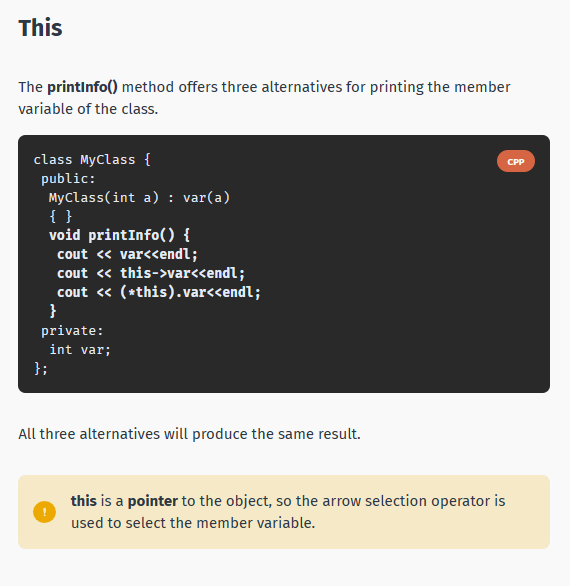 This
The printInfo() method offers three alternatives for printing the member
variable of the class.
CPP
class MyClass {
 public:
  MyClass(int a) : var(a)
  { }
  void printInfo() {
   cout << var<<endl;
   cout << this->var<<endl;
   cout << (*this).var<<endl;
  }
 private:
  int var;
};
All three alternatives will produce the same result.
!
this is a pointer to the object, so the arrow selection operator is
used to select the member variable.